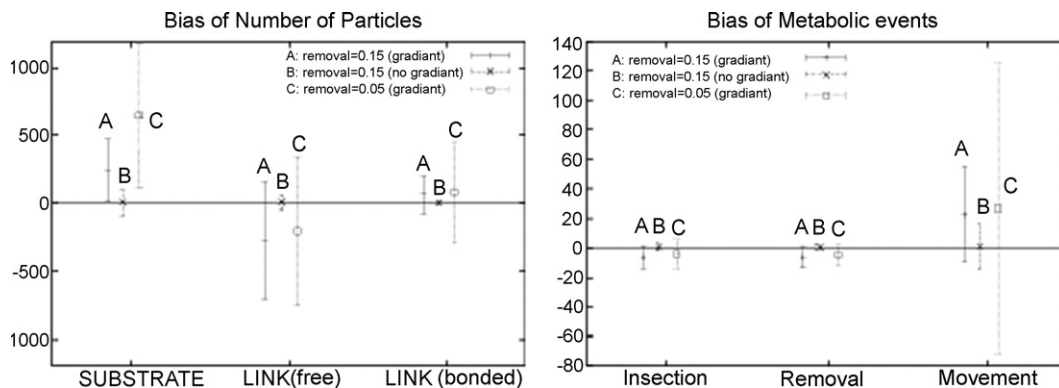 Bias of Number of Particles
A: removal=0.15 (gradiant)
B: removal=0.15 (no gradiant)
C: removal=0.05 (gradiant)
1000
500
0
-500
1000
A
B
C
A
B
C
A
B
C
SUBSTRATE
LINK(free)
LINK (bonded)
Bias of Metabolic events
A: removal=0.15 (gradiant)
B: removal=0.15 (no gradiant)
C: removal=0.05 (gradiant)
140
120
100
80
60
40
20
0
-20
-40
-60
-80
A B C
A B C
A
B
C
Insection
Removal
Movement